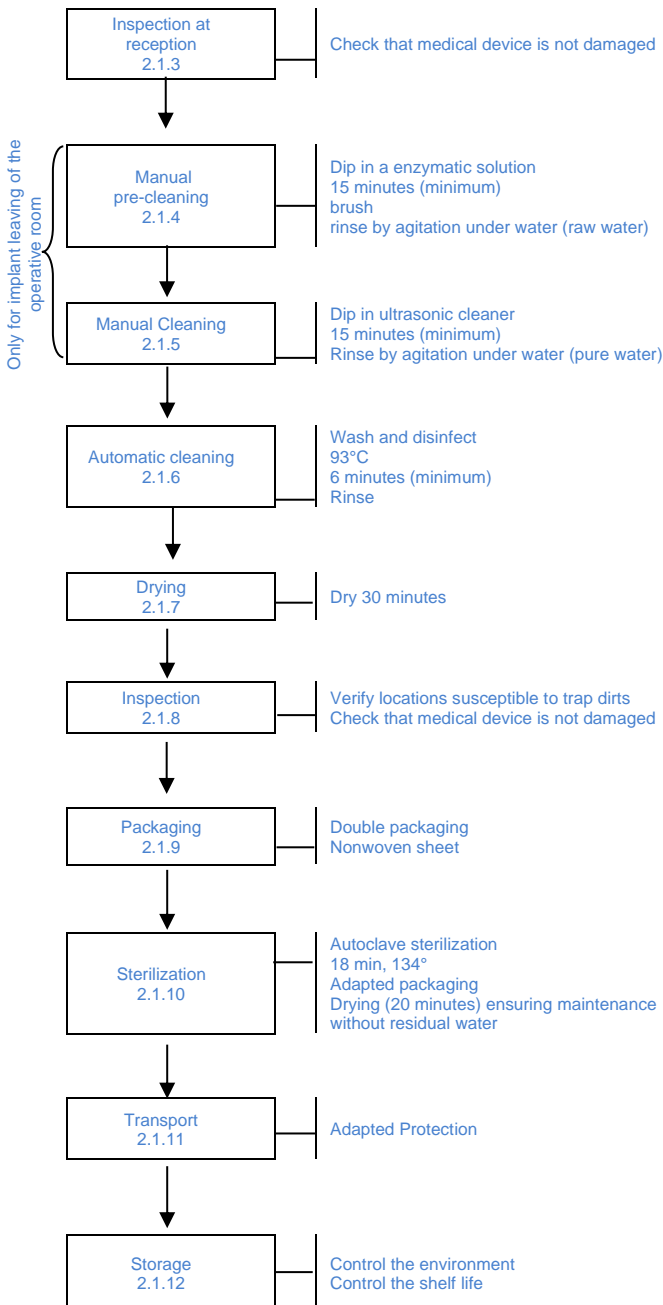 Inspection at
reception
2.1.3
Check that medical device is not damaged
Only for implant leaving of the
operative room
Manual
pre-cleaning
2.1.4
Dip in a enzymatic solution
15 minutes (minimum)
brush
rinse by agitation under water (raw water)
Manual Cleaning
2.1.5
Dip in ultrasonic cleaner
15 minutes (minimum)
Rinse by agitation under water (pure water)
Automatic cleaning
2.1.6
Wash and disinfect
93°C
6 minutes (minimum)
Rinse
Drying
2.1.7
Dry 30 minutes
Inspection
2.1.8
Verify locations susceptible to trap dirts
Check that medical device is not damaged
Packaging
2.1.9
Double packaging
Nonwoven sheet
Sterilization
2.1.10
Autoclave sterilization
18 min, 134°
Adapted packaging
Drying (20 minutes) ensuring maintenance
without residual water
Transport
2.1.11
Adapted Protection
Storage
2.1.12
Control the environment
Control the shelf life